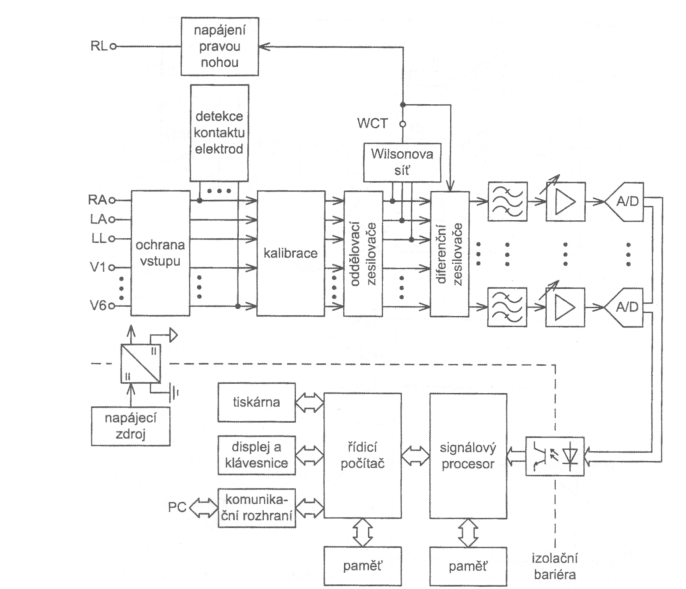 RL
napájení
pravou
nohou
detekce
kontaktu
elektrod
WCT
Wilsonova
síť
RA
LA
LL
V1
V6
ochrana
vstupu
kalibrace
oddělovací
zesilovače
diferenční
zesilovače
A/D
A/D
napájecí
zdroj
tiskárna
displej a
klávesnice
PC
komunika-
ční rozhraní
řídicí
počítač
signálový
procesor
paměť
paměť
izolační
bariéra